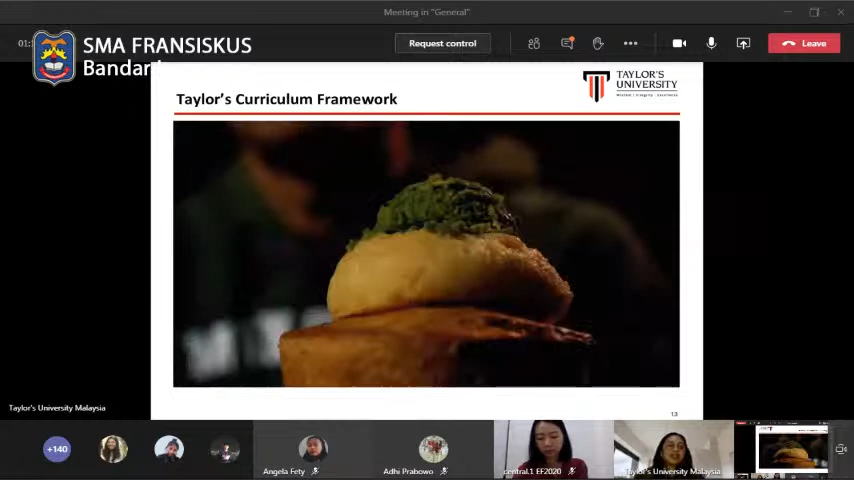 Meeting in "General"
SMA FRANSISKUS
Request control
Leave
TAYLOR'S
UNIVERSITY
Taylor's Curriculum Framework
13
Taylor's University Malaysia
+140
Angela Fety
Adhi Prabowo
central.1 EF2020
Taylor's University Malaysia